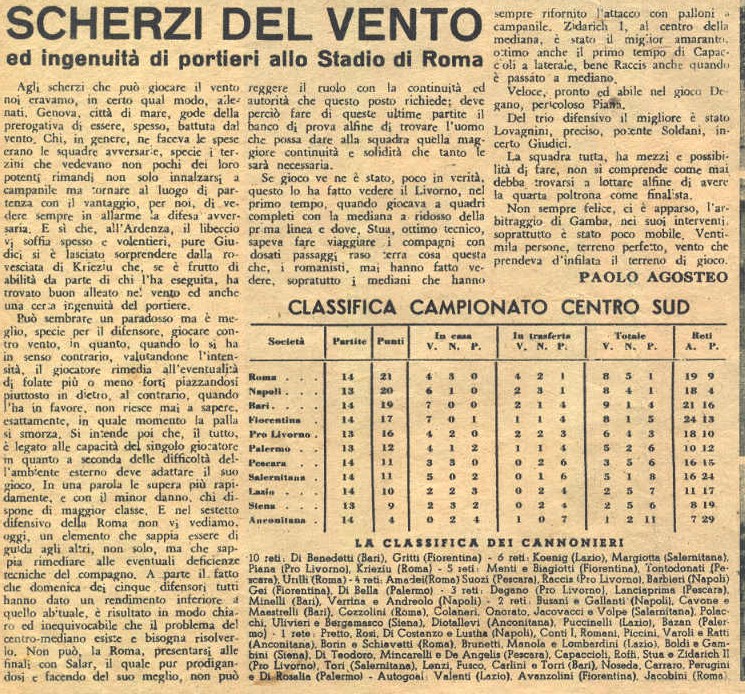 SCHERZI DEL VENTO
ed ingenuità di portieri allo Stadio di Roma
Agli scherzi che può giocare il vento
noi eravamo, in certo qual modo, alle-
nati. Genova, città di mare, gode della
prerogativa di essere, spesso, battuta dal
vento. Chi, in genere, ne faceva le spese
erano le squadre avversarie, specie i ter-
zini che vedevano non pochi dei loro
potenti rimandi non solo innalzarsi a
campanile ma tornare al luogo di par-
tenza con il vantaggio, per noi, di ve-
dere sempre in allarme la difesa avver-
saria. E sì che, all'Ardenza, il libeccio
vi soffia spesso e volentieri, pure Giu-
dici si è lasciato sorprendere dalla ro-
vesciata di Krieziu che se è frutto di
abilità da parte di chi l'ha eseguita, ha
trovato buon alleato nel vento ed anche
una certa ingenuità del portiere.
Può sembrare un paradosso ma è me-
glio, specie per il difensore, giocare con-
tro vento, in quanto, quando lo si ha
in senso contrario, valutandone l'inten-
sità, il giocatore rimedia all'eventualità
di folate più o meno forti piazzandosi
piuttosto in dietro, al contrario, quando
l'ha in favore, non riesce mai a sapere,
esattamente, in quale momento la palla
si smorza. Si intende poi che, il tutto,
è legato alle capacità del singolo giocatore
in quanto a seconda delle difficoltà del-
l'ambiente esterno deve adattare il suo
gioco. In una parola le supera più rapi-
damente, e con il minor danno, chi di-
spone di maggior classe. E nel sestetto
difensivo della Roma non vi vediamo,
oggi, un elemento che sappia essere di
guida agli altri, non solo, ma che sap-
pia rimediare alle eventuali deficienze
tecniche del compagno. A parte il fatto
che domenica dei cinque difensori tutti
hanno dato un rendimento inferiore a
quello abituale, è risultato in modo chia-
ro ed inequivocabile che il problema del
centro-mediano esiste e bisogna risolver-
lo. Non può, la Roma, presentarsi alle
finali con Salar, il quale pur prodigan-
dosi e facendo del suo meglio, non può
reggere il ruolo con la continuità ed
autorità che questo posto richiede; deve
perciò fare di queste ultime partite il
banco di prova alfine di trovare l'uomo
che possa dare alla squadra quella mag-
giore continuità e solidità che tanto le
sarà necessaria.
Se gioco ve ne è stato, poco in verità,
questo lo ha fatto vedere il Livorno, nel
primo tempo, quando giocava a quadri
completi con la mediana a ridosso della
prima linea e dove, Stua, ottimo tecnico,
sapeva fare viaggiare i compagni con
dosati passaggi raso terra cosa questa
che, i romanisti, mai hanno fatto ve-
dere, sopratutto i mediani che hanno
sempre rifornito l'attacco con palloni a
campanile. Zidarich I, al centro della
mediana, è stato il miglior amaranto,
ottimo anche il primo tempo di Capac-
cioli a laterale, bene Raccis anche quando
è passato a mediano.
Veloce, pronto ed abile nel gioco De-
gano, pericoloso Piana.
Del trio difensivo il migliore è stato
Lovagnini, preciso, potente Soldani, in-
certo Giudici.
La squadra tutta, ha mezzi e possibi-
lità di fare, non si comprende come mai
debba trovarsi a lottare alfine di avere
la quarta poltrona come finalista.
Non sempre felice, ci è apparso, l'ar-
bitraggio di Gamba, nei suoi interventi,
soprattutto è stato poco mobile. Venti-
mila persone, terreno perfetto, vento che
prendeva d'infilata il terreno di gioco.
PAOLO AGOSTEO
CLASSIFICA CAMPIONATO CENTRO SUD
Società Partite Punti In casa In trasferta Totale Reti
V. N. P. V. N. P. V. N. P. A. P.
Roma . . . . 14 21 4 3 0 4 2 1 8 5 1 19 9
Napoli . . . . 13 20 6 1 0 2 3 1 8 4 1 18 4
Bari . . . . 14 19 7 0 0 2 1 4 9 1 4 21 16
Fiorentina 14 17 7 0 1 1 1 4 8 1 5 24 13
Pro Livorno . 13 16 4 2 0 2 2 3 6 4 3 18 10
Palermo . . . 13 12 4 1 2 1 1 4 5 2 6 10 12
Pescara . . . 14 11 3 3 0 0 2 6 3 5 6 16 15
Salernitana 14 11 5 0 2 0 1 6 5 1 8 16 24
Lazio . . . . 14 10 2 2 3 0 2 4 2 5 7 11 17
Siena . . . . 13 9 2 3 2 0 2 4 2 5 6 8 19
Anconitana . 14 4 0 2 4 1 0 7 1 2 11 7 29
LA CLASSIFICA DEI CANNONIERI
10 reti: Di Benedetti (Bari), Gritti (Fiorentina) - 6 reti: Koenig (Lazio), Margiotta (Salernitana),
Piana (Pro Livorno), Krieziu (Roma) - 5 reti: Menti e Biagiotti (Fiorentina), Tontodonati (Pe-
scara), Urilli (Roma) - 4 reti: Amadei (Roma) Suozi (Pescara), Raccis (Pro Livorno), Barbieri (Napoli)
Gei (Fiorentina), Di Bella (Palermo) - 3 reti: Degano (Pro Livorno), Lanciaprima (Pescara),
Minelli (Bari), Verrina e Andreolo (Napoli) - 2 reti: Busani e Gallanti (Napoli), Cavone e
Maestrelli (Bari), Cozzolini (Roma), Colaneri, Onorato, Jacovacci e Volpe (Salernitana), Polac-
chi, Ulivieri e Bergamasco (Siena), Diotallevi (Anconitana), Puccinelli (Lazio), Bazan (Paler-
mo) - 1 rete: Pretto, Rosi, Di Costanzo e Lustha (Napoli), Conti I, Romani, Piccini, Varoli e Ratti
(Anconitana), Borin e Schiavetti (Roma), Brunetti, Manola e Lombardini (Lazio), Boldi e Gam-
bini (Siena), Di Teodoro, Mincarelli e De Angelis (Pescara), Capaccioli, Roffi, Stua e Zidarich II
(Pro Livorno), Tori (Salernitana), Lenzi, Fusco, Carlini e Torri (Bari), Noseda, Carraro, Perugini
e Di Rosalia (Palermo) - Autogoal: Valenti (Lazio), Avanzolini (Fiorentina), Jacobini (Roma).